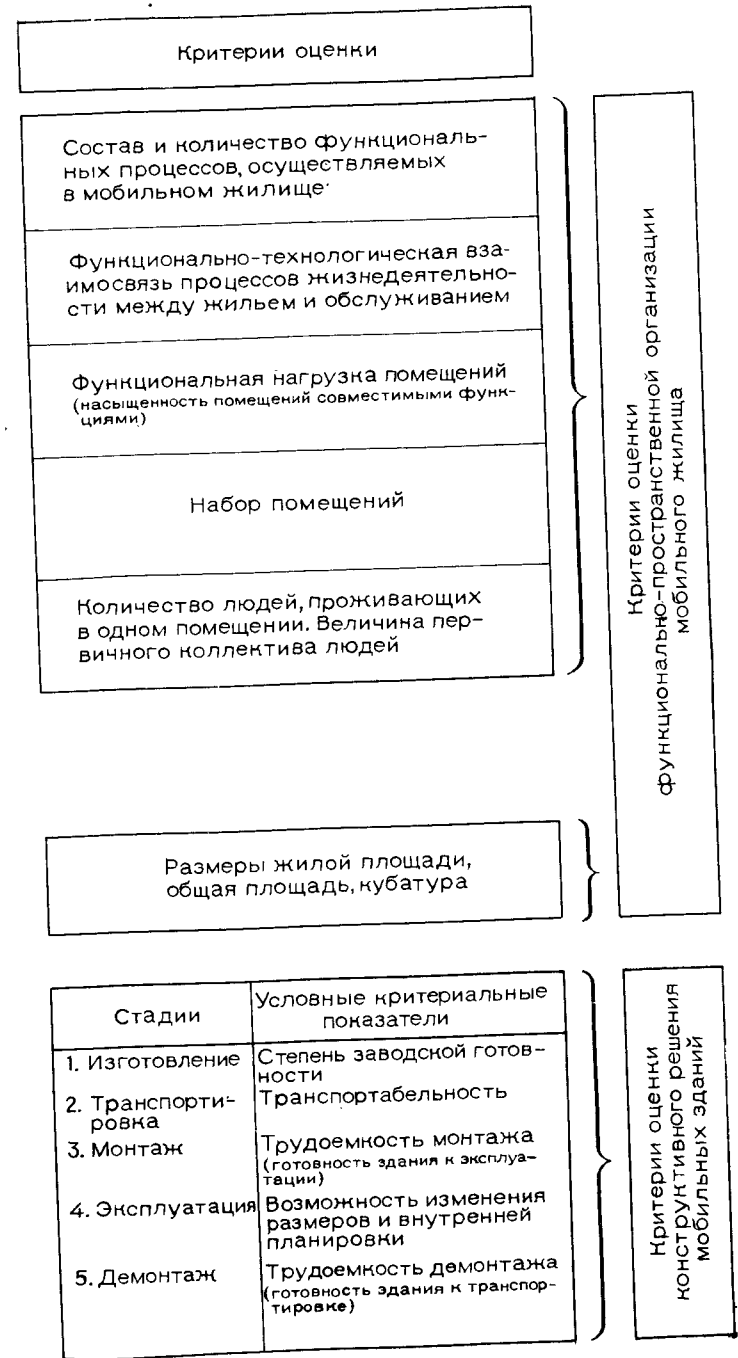 Критерии оценки
Состав и количество функциональ-
ных процессов, осуществляемых
в мобильном жилище
Функционально-технологическая вза-
имосвязь процессов жизнедеятельно-
сти между жильем и обслуживанием
Функциональная нагрузка помещений
(насыщенность помещений совместимыми функ-
циями)
Набор помещений
Количество людей, проживающих
в одном помещении. Величина пер-
вичного коллектива людей
Критерии оценки
функционально-пространственной организации
мобильного жилища
Размеры жилой площади,
общая площадь, кубатура
Стадии
Условные критериальные
показатели
1. Изготовление
Степень заводской готов-
ности
2. Транспорти-
ровка
Транспортабельность
3. Монтаж
Трудоемкость монтажа
(готовность здания к эксплуа-
тации)
4. Эксплуатация
Возможность изменения
размеров и внутренней
планировки
5. Демонтаж
Трудоемкость демонтажа
(готовность здания к транспор-
тировке)
Критерии оценки
конструктивного решения
мобильных зданий